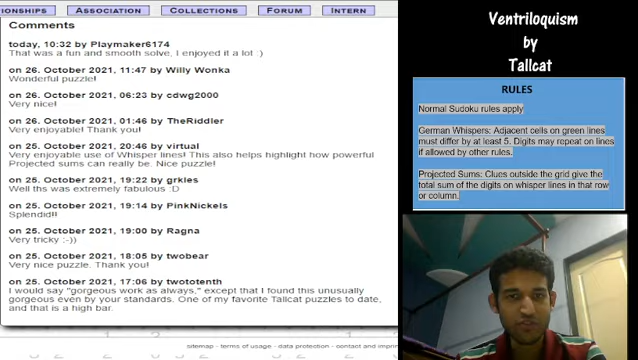 IONSHIPS
ASSOCIATION
COLLECTIONS
FORUM
INTERN
Comments
today, 10:32 by Playmaker6174
That was a fun and smooth solve, I enjoyed it a lot :)
on 26. October 2021, 11:47 by Willy Wonka
Wonderful puzzle!
on 26. October 2021, 06:23 by cdwg2000
Very nice!
on 26. October 2021, 01:46 by TheRiddler
Very enjoyable! Thank you!
on 25. October 2021, 20:46 by virtual
Very enjoyable use of Whisper lines! This also helps highlight how powerful
Projected Sums can really be. Nice puzzle!
on 25. October 2021, 19:22 by grkles
Well ths was extremely fabulous :D
on 25. October 2021, 19:14 by PinkNickels
Splendid!!
on 25. October 2021, 19:00 by Ragna
Very tricky :-))
on 25. October 2021, 18:05 by twobear
Very nice puzzle. Thank you!
on 25. October 2021, 17:06 by twototenth
I would say "gorgeous work as always," except that I found this unusually
gorgeous even by your standards. One of my favorite Tallcat puzzles to date,
and that is a high bar.
sitemap - terms of usage - data protection - contact and imprin
Ventriloquism
by
Tallcat
RULES
Normal Sudoku rules apply
German Whispers: Adjacent cells on green lines
must differ by at least 5. Digits may repeat on lines
if allowed by other rules.
Projected Sums: Clues outside the grid give the
total sum of the digits on whisper lines in that row
or column.